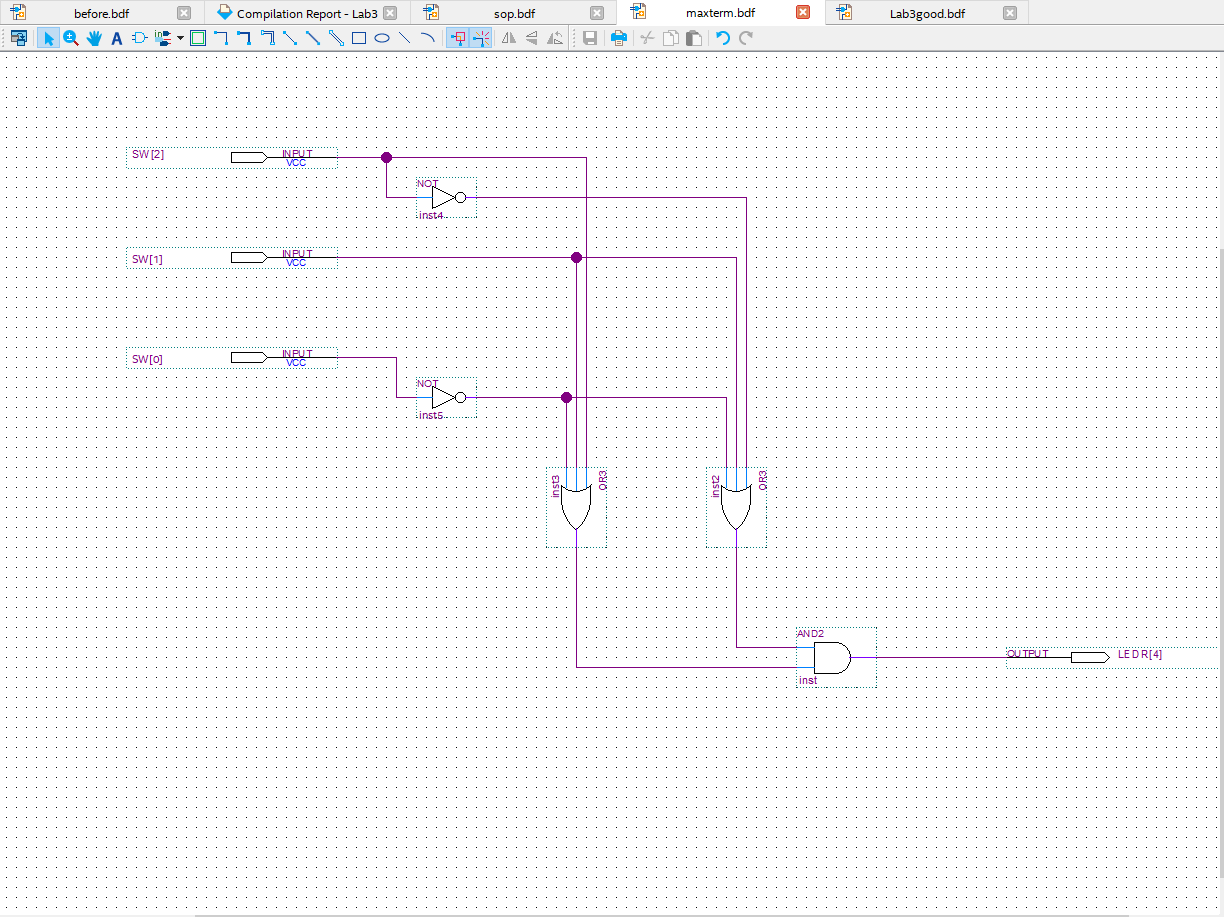 before.bdf
Compilation Report - Lab3
sop.bdf
maxterm.bdf
Lab3good.bdf
SW[2]
INPUT
VCC
NOT
inst4
SW[1]
INPUT
VCC
SW[0]
INPUT
VCC
NOT
inst5
inst3
OR3
inst2
OR3
AND2
inst
OUTPUT
LEDR[4]